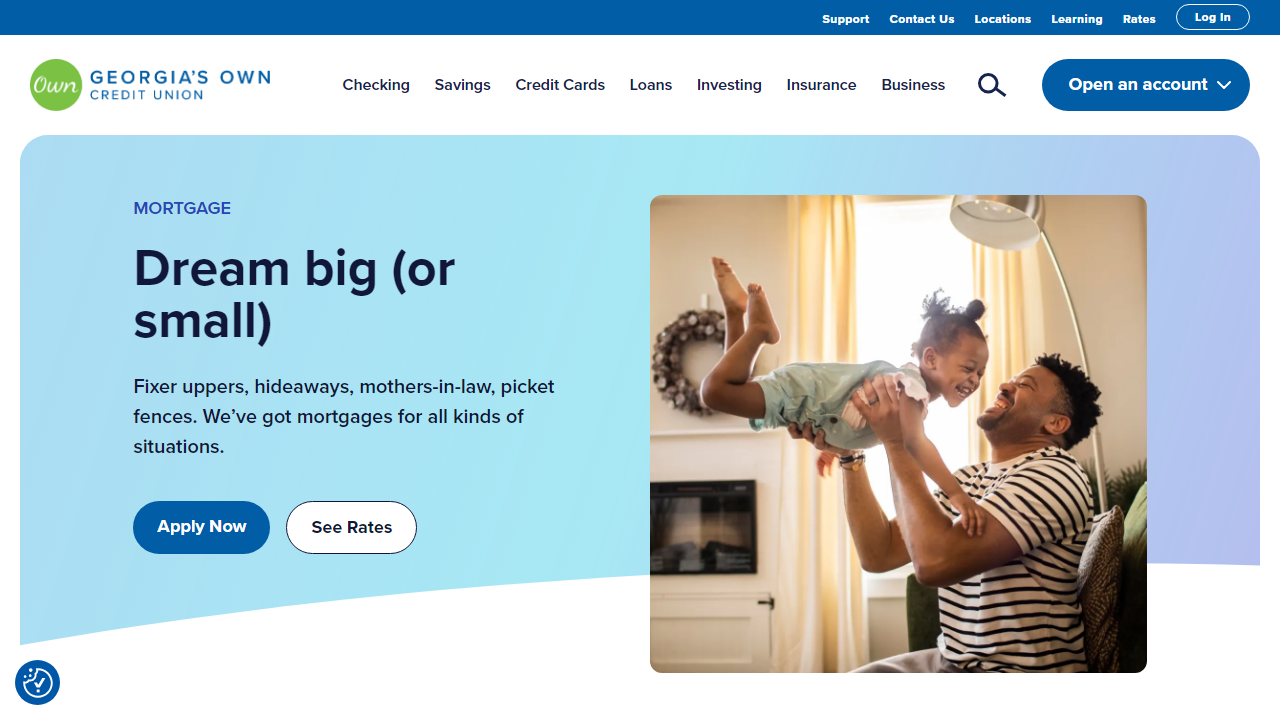 Support Contact Us Locations Learning Rates Log In
Own GEORGIA'S OWN
CREDIT UNION
Checking Savings Credit Cards Loans Investing Insurance Business Open an account
MORTGAGE
Dream big (or
small)
Fixer uppers, hideaways, mothers-in-law, picket
fences. We’ve got mortgages for all kinds of
situations.
Apply Now See Rates